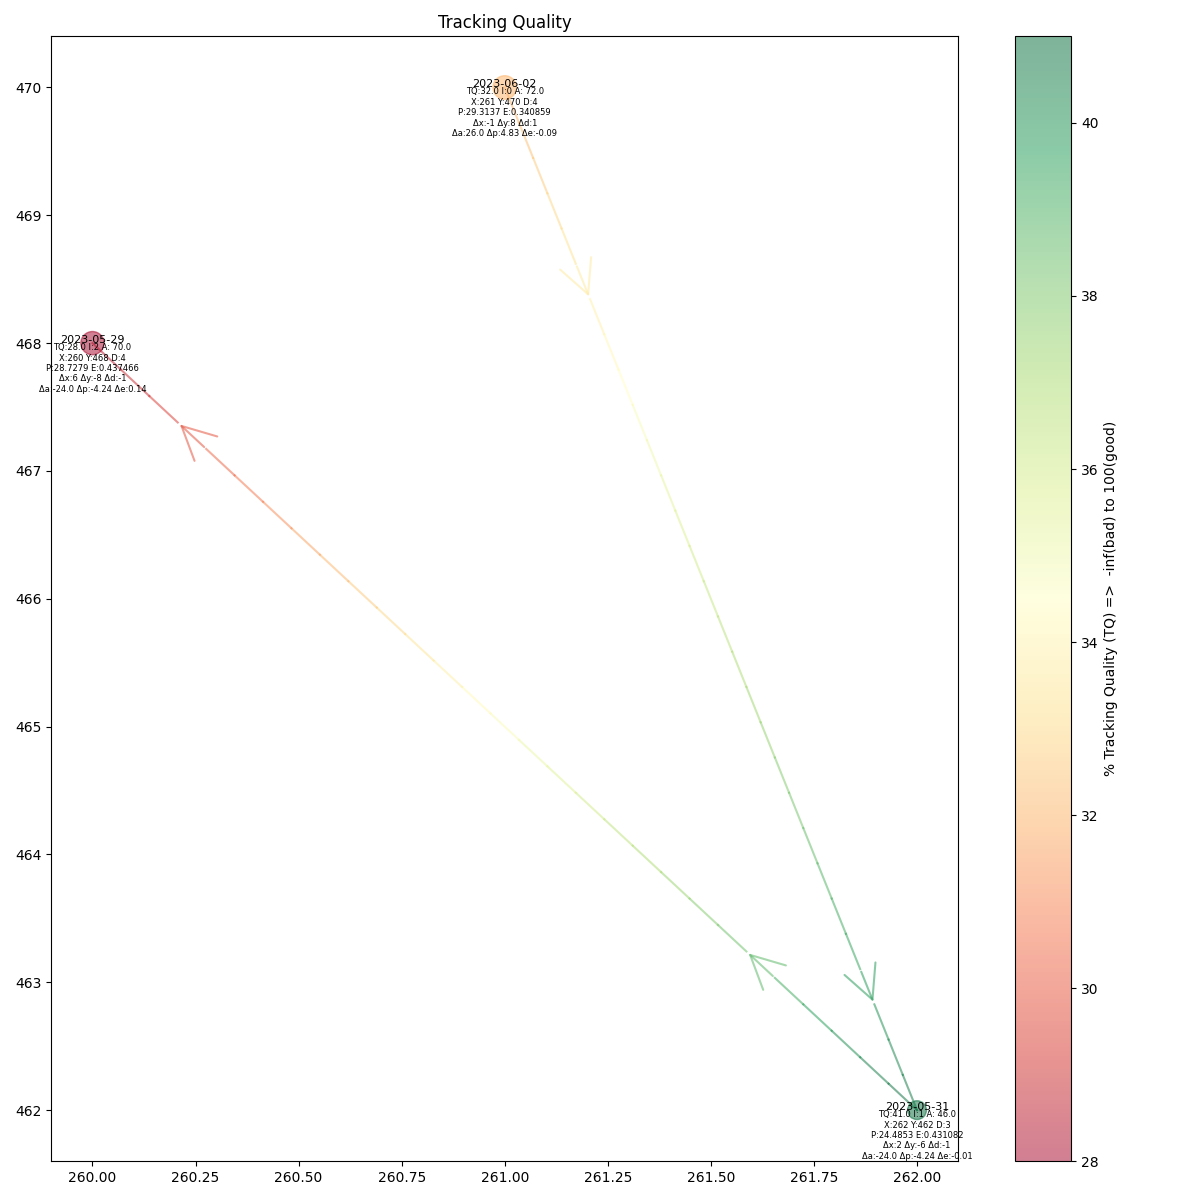 Tracking Quality
470
469
468
467
466
465
464
463
462
2023-06-02
TQ:32.0 I:0 A: 72.0
X:261 Y:470 D:4
P:29.3137 E:0.340859
Δx:-1 Δy:8 Δd:1
Δa:26.0 Δp:4.83 Δe:-0.09
2023-05-29
TQ:28.0 I:2 A: 70.0
X:260 Y:468 D:4
P:28.7279 E:0.437466
Δx:6 Δy:-8 Δd:-1
Δa:-24.0 Δp:-4.24 Δe:0.14
2023-05-31
TQ:41.0 I:1 A: 46.0
X:262 Y:462 D:3
P:24.4853 E:0.431082
Δx:2 Δy:-6 Δd:-1
Δa:-24.0 Δp:-4.24 Δe:-0.01
260.00 260.25 260.50 260.75 261.00 261.25 261.50 261.75 262.00
40
38
36
34
32
30
28
% Tracking Quality (TQ) => -inf(bad) to 100(good)